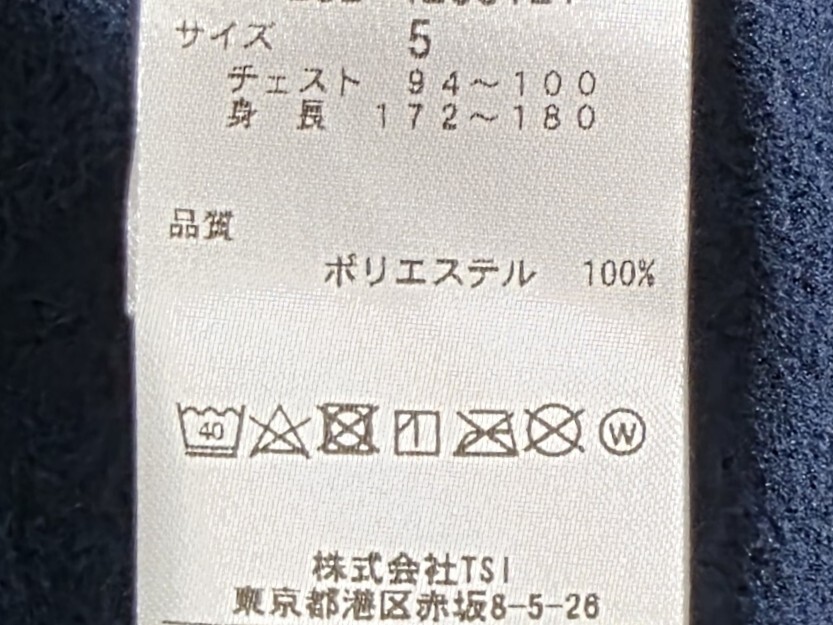 サイズ 5
チェスト 94～100
身長 172～180
品質
ポリエステル 100%
40
W
株式会社TSI
東京都港区赤坂8-5-26